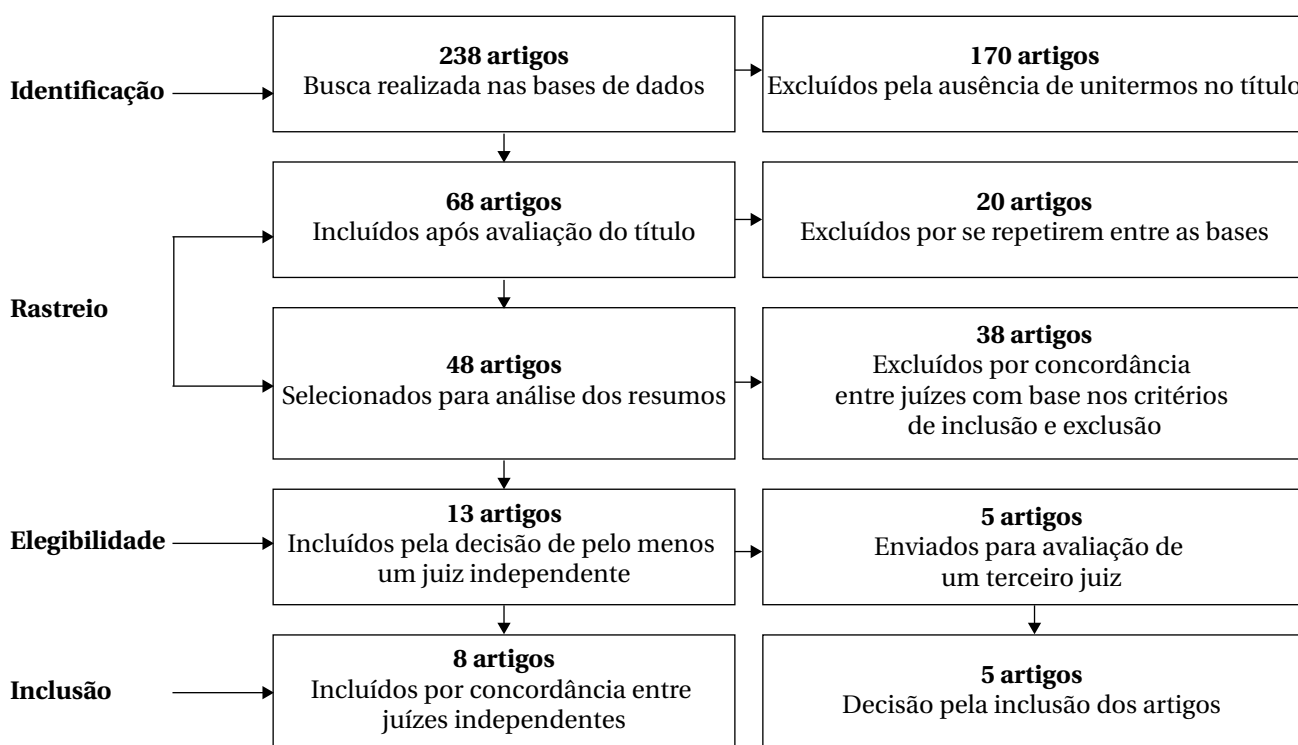 238 artigos
Busca realizada nas bases de dados
170 artigos
Excluídos pela ausência de unitermos no título
Identificação
68 artigos
Incluídos após avaliação do título
20 artigos
Excluídos por se repetirem entre as bases
Rastreio
48 artigos
Selecionados para análise dos resumos
38 artigos
Excluídos por concordância
entre juízes com base nos critérios
de inclusão e exclusão
Elegibilidade
13 artigos
Incluídos pela decisão de pelo menos
um juiz independente
5 artigos
Enviados para avaliação de
um terceiro juiz
Inclusão
8 artigos
Incluídos por concordância entre
juízes independentes
5 artigos
Decisão pela inclusão dos artigos